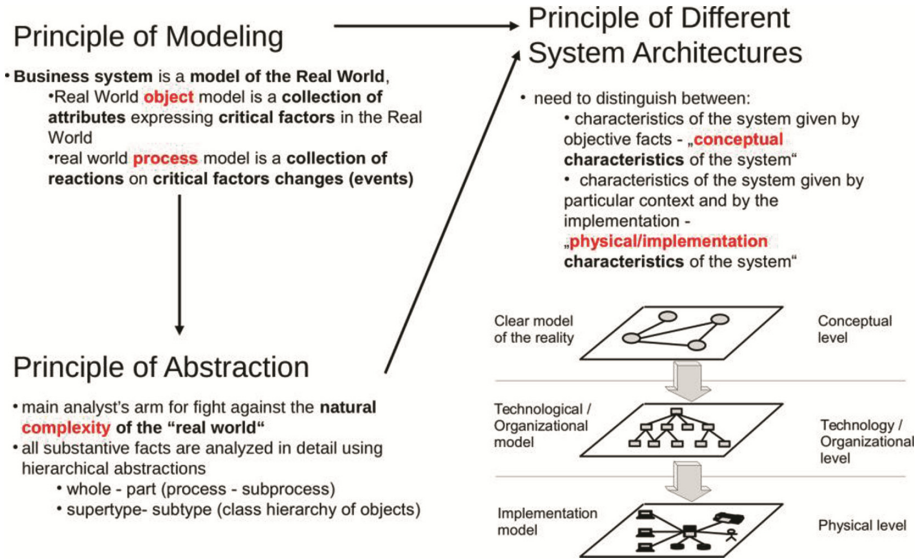 Principle of Modeling
• Business system is a model of the Real World,
•Real World object model is a collection of
attributes expressing critical factors in the Real
World
•real world process model is a collection of
reactions on critical factors changes (events)
Principle of Different
System Architectures
• need to distinguish between:
• characteristics of the system given by
objective facts - „conceptual
characteristics of the system“
• characteristics of the system given by
particular context and by the
implementation -
„physical/implementation
characteristics of the system“
Principle of Abstraction
• main analyst's arm for fight against the natural
complexity of the “real world“
• all substantive facts are analyzed in detail using
hierarchical abstractions
• whole - part (process - subprocess)
• supertype- subtype (class hierarchy of objects)
Clear model
of the reality
Conceptual
level
Technological /
Organizational
model
Technology /
Organizational
level
Implementation
model
Physical level